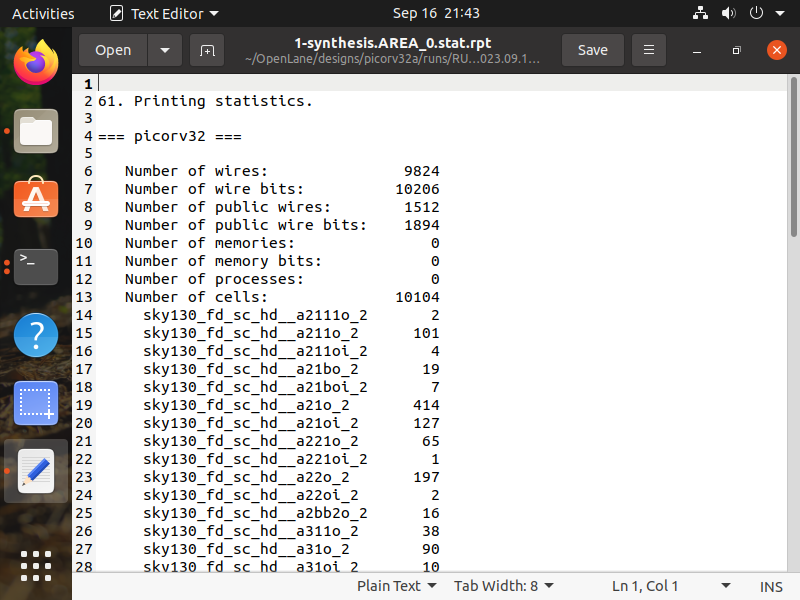 Activities Text Editor Sep 16 21:43
Open 1-synthesis.AREA_0.stat.rpt Save
~/OpenLane/designs/picorv32a/runs/RU...023.09.1...
1
2 61. Printing statistics.
3
4 === picorv32 ===
5
6 Number of wires: 9824
7 Number of wire bits: 10206
8 Number of public wires: 1512
9 Number of public wire bits: 1894
10 Number of memories: 0
11 Number of memory bits: 0
12 Number of processes: 0
13 Number of cells: 10104
14 sky130_fd_sc_hd__a2111o_2 2
15 sky130_fd_sc_hd__a211o_2 101
16 sky130_fd_sc_hd__a211oi_2 4
17 sky130_fd_sc_hd__a21bo_2 19
18 sky130_fd_sc_hd__a21boi_2 7
19 sky130_fd_sc_hd__a21o_2 414
20 sky130_fd_sc_hd__a21oi_2 127
21 sky130_fd_sc_hd__a221o_2 65
22 sky130_fd_sc_hd__a221oi_2 1
23 sky130_fd_sc_hd__a22o_2 197
24 sky130_fd_sc_hd__a22oi_2 2
25 sky130_fd_sc_hd__a2bb2o_2 16
26 sky130_fd_sc_hd__a311o_2 38
27 sky130_fd_sc_hd__a31o_2 90
28 sky130_fd_sc_hd__a31oi_2 10
Plain Text Tab Width: 8 Ln 1, Col 1 INS